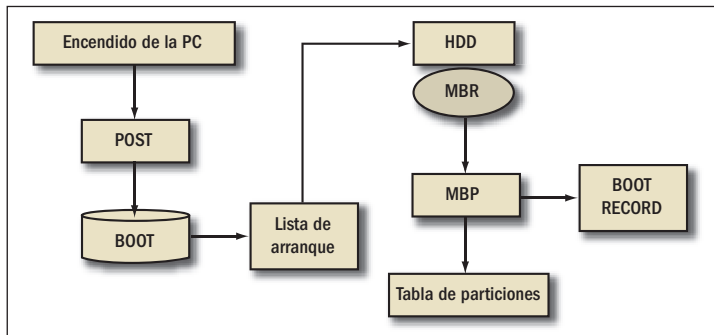 Encendido de la PC
POST
BOOT
Lista de
arranque
HDD
MBR
MBP
BOOT
RECORD
Tabla de particiones